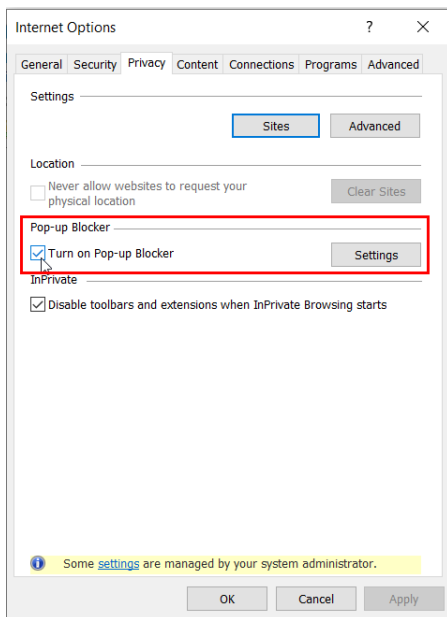 Internet Options ? ×
General Security Privacy Content Connections Programs Advanced
Settings
Sites Advanced
Location
Never allow websites to request your
physical location
Clear Sites
Pop-up Blocker
Turn on Pop-up Blocker Settings
InPrivate
Disable toolbars and extensions when InPrivate Browsing starts
Some settings are managed by your system administrator.
OK Cancel Apply